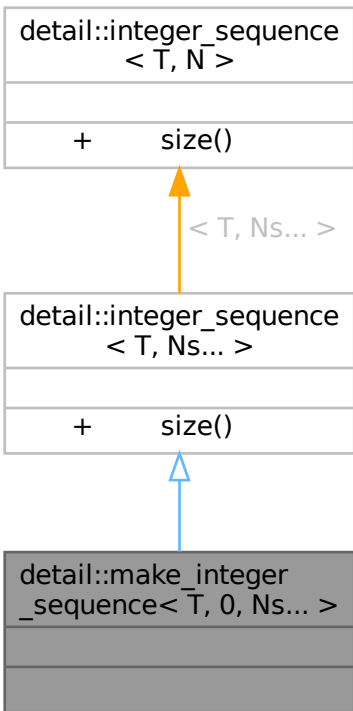 detail::integer_sequence
< T, N >
+ size()
< T, Ns... >
detail::integer_sequence
< T, Ns... >
+ size()
detail::make_integer
_sequence< T, 0, Ns... >